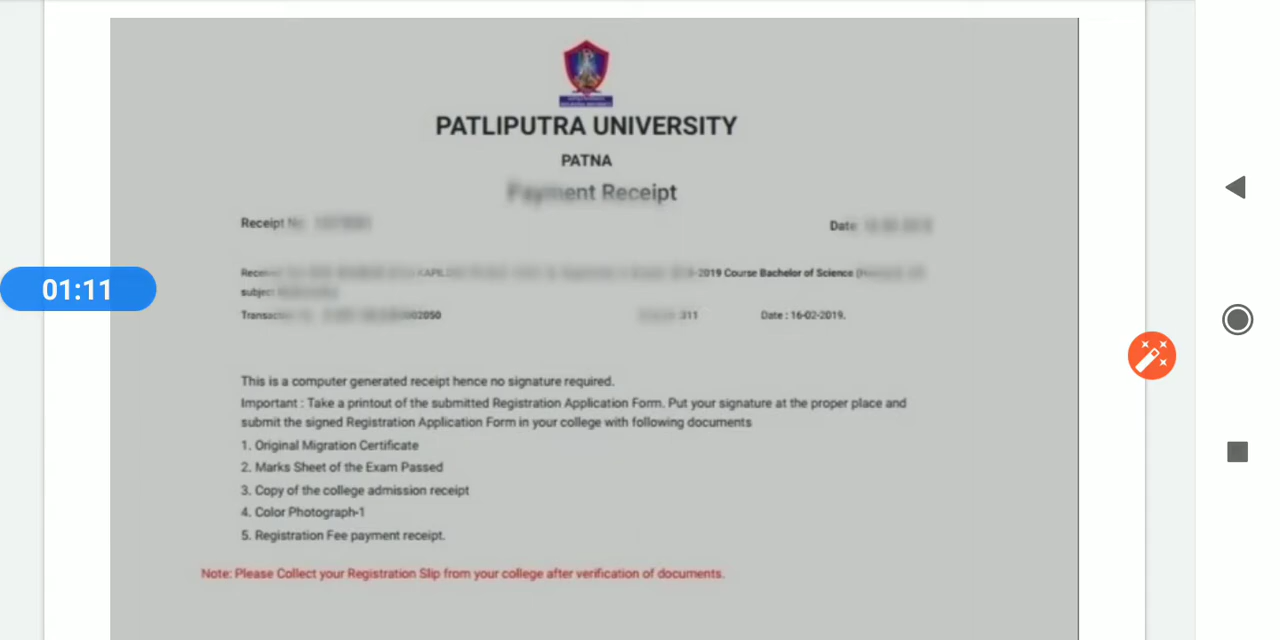 PATLIPUTRA UNIVERSITY
PATNA
Payment Receipt
Receipt No
Date
2019 Course Bachelor of Science
subject
002050 311 Date : 16-02-2019.
01:11
This is a computer generated receipt hence no signature required.
Important : Take a printout of the submitted Registration Application Form. Put your signature at the proper place and
submit the signed Registration Application Form in your college with following documents
1. Original Migration Certificate
2. Marks Sheet of the Exam Passed
3. Copy of the college admission receipt
4. Color Photograph-1
5. Registration Fee payment receipt.
Note: Please Collect your Registration Slip from your college after verification of documents.